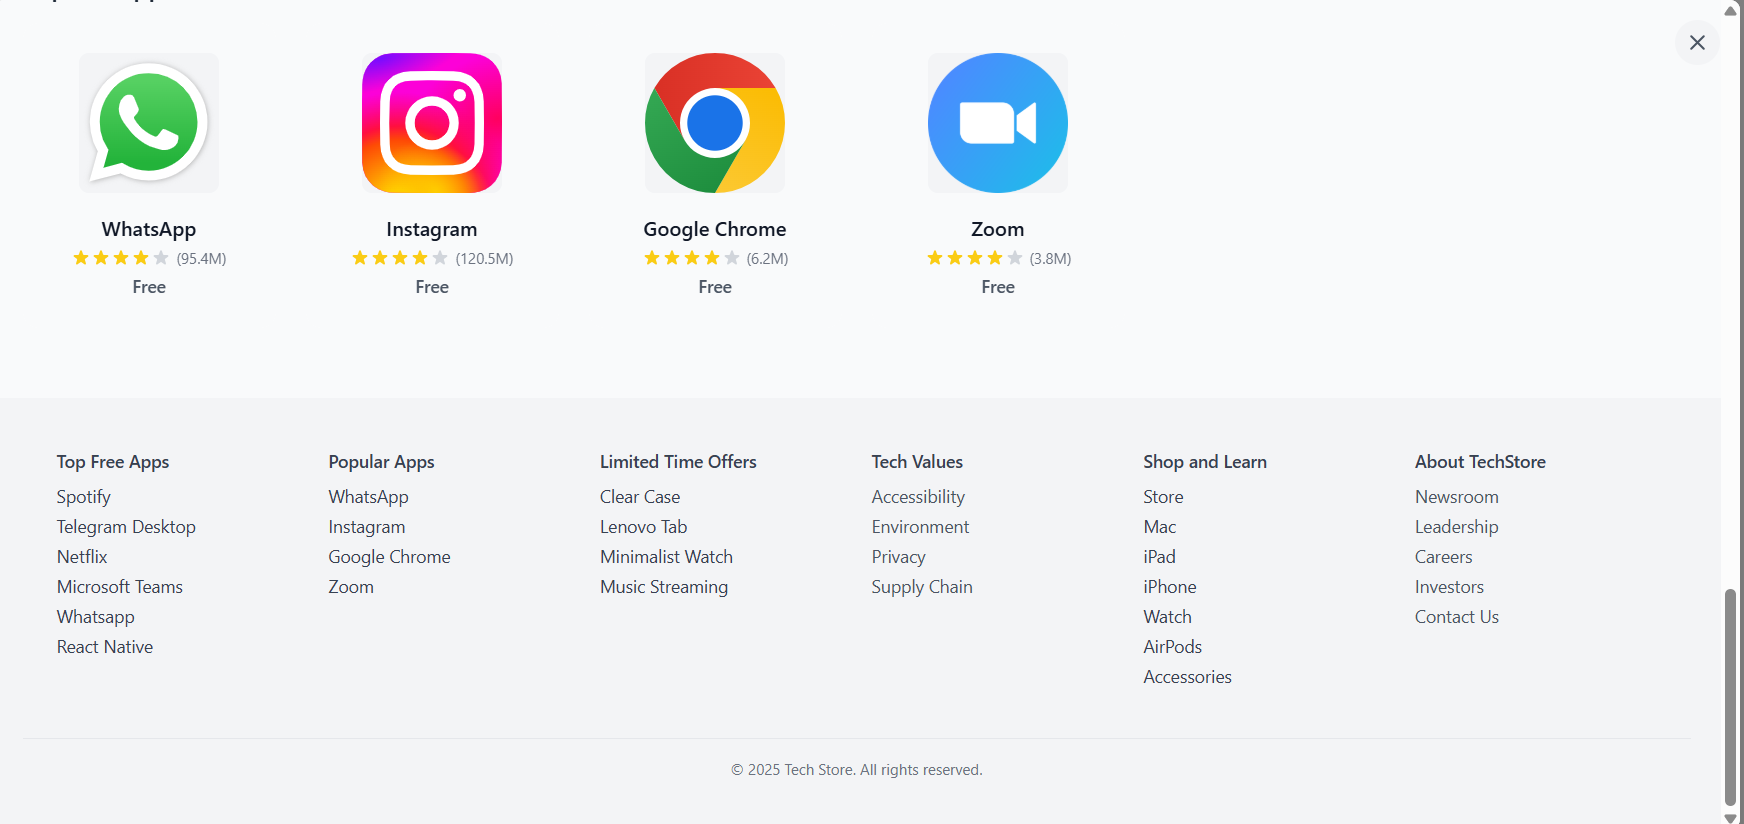 WhatsApp
(95.4M)
Free
Instagram
(120.5M)
Free
Google Chrome
(6.2M)
Free
Zoom
(3.8M)
Free
Top Free Apps
Spotify
Telegram Desktop
Netflix
Microsoft Teams
Whatsapp
React Native
Popular Apps
WhatsApp
Instagram
Google Chrome
Zoom
Limited Time Offers
Clear Case
Lenovo Tab
Minimalist Watch
Music Streaming
Tech Values
Accessibility
Environment
Privacy
Supply Chain
Shop and Learn
Store
Mac
iPad
iPhone
Watch
AirPods
Accessories
About TechStore
Newsroom
Leadership
Careers
Investors
Contact Us
© 2025 Tech Store. All rights reserved.